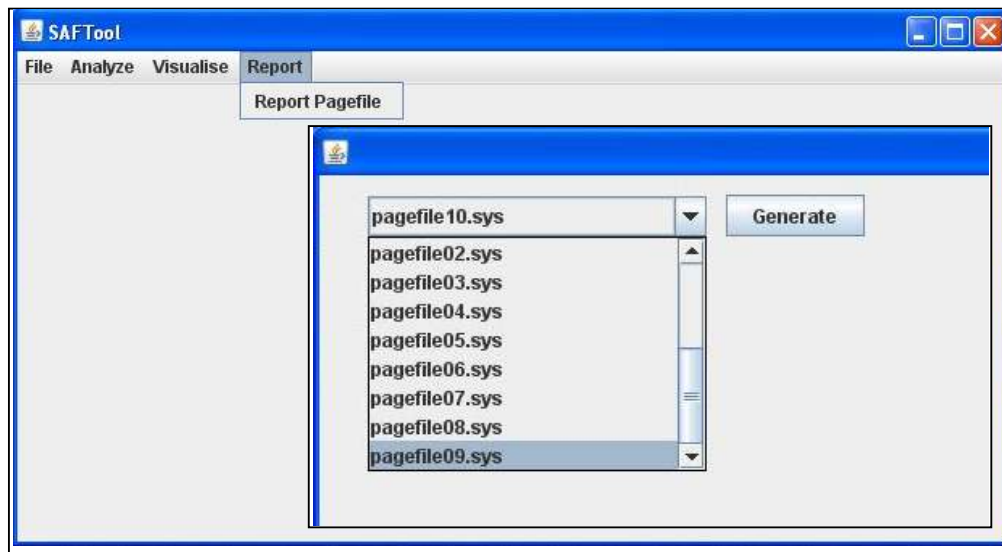 SAFTool
File Analyze Visualise Report
Report Pagefile
pagefile10.sys Generate
pagefile02.sys
pagefile03.sys
pagefile04.sys
pagefile05.sys
pagefile06.sys
pagefile07.sys
pagefile08.sys
pagefile09.sys